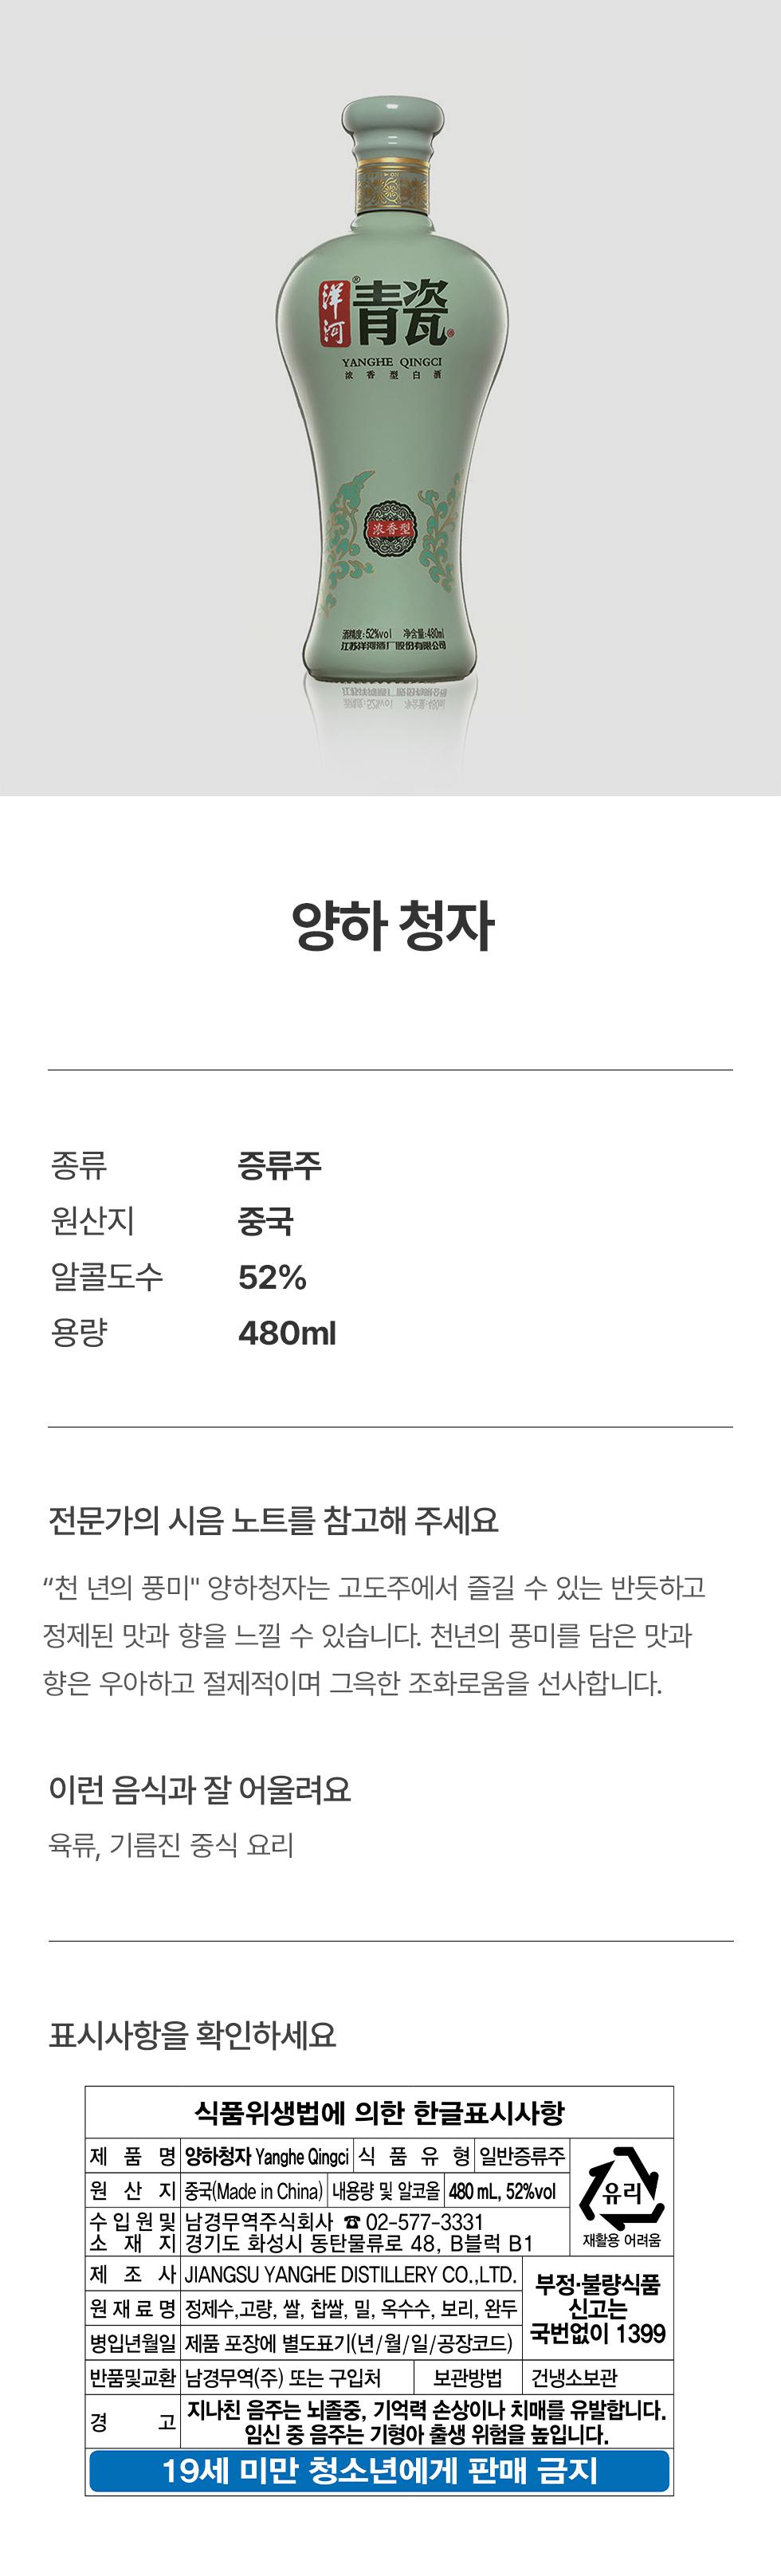 洋河®青瓷
YANGHE QINGCI
浓香型白酒
浓香型
酒精度:52%vol 净含量:480ml
江苏洋河酒厂股份有限公司
양하 청자
종류 증류주
원산지 중국
알콜도수 52%
용량 480ml
전문가의 시음 노트를 참고해 주세요
“천 년의 풍미" 양하청자는 고도주에서 즐길 수 있는 반듯하고
정제된 맛과 향을 느낄 수 있습니다. 천년의 풍미를 담은 맛과
향은 우아하고 절제적이며 그윽한 조화로움을 선사합니다.
이런 음식과 잘 어울려요
육류, 기름진 중식 요리
표시사항을 확인하세요
식품위생법에 의한 한글표시사항
제품명 양하청자 Yanghe Qingci 식품유형 일반증류주
원산지 중국(Made in China) 내용량 및 알코올 480 mL, 52%vol
유리
재활용 어려움
수입원및 남경무역주식회사 ☎ 02-577-3331
소재지 경기도 화성시 동탄물류로 48, B블럭 B1
제조사 JIANGSU YANGHE DISTILLERY CO.,LTD.
원재료명 정제수,고량, 쌀, 찹쌀, 밀, 옥수수, 보리, 완두
병입년월일 제품 포장에 별도표기(년/월/일/공장코드)
부정·불량식품
신고는
국번없이 1399
반품및교환 남경무역(주) 또는 구입처 보관방법 건냉소보관
경고 지나친 음주는 뇌졸중, 기억력 손상이나 치매를 유발합니다.
임신 중 음주는 기형아 출생 위험을 높입니다.
19세 미만 청소년에게 판매 금지